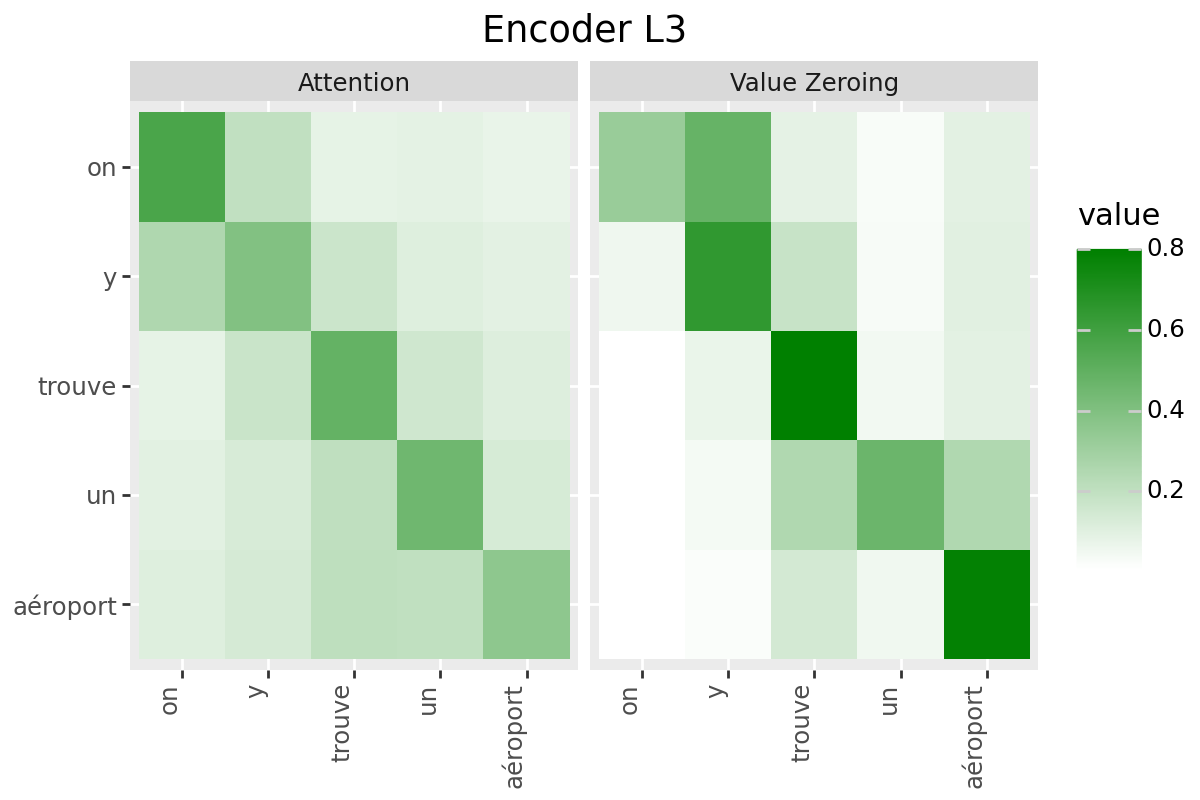 Encoder L3
Attention
Value Zeroing
on
y
trouve
un
aéroport
on
y
trouve
un
aéroport
on
y
trouve
un
aéroport
value
0.8
0.6
0.4
0.2